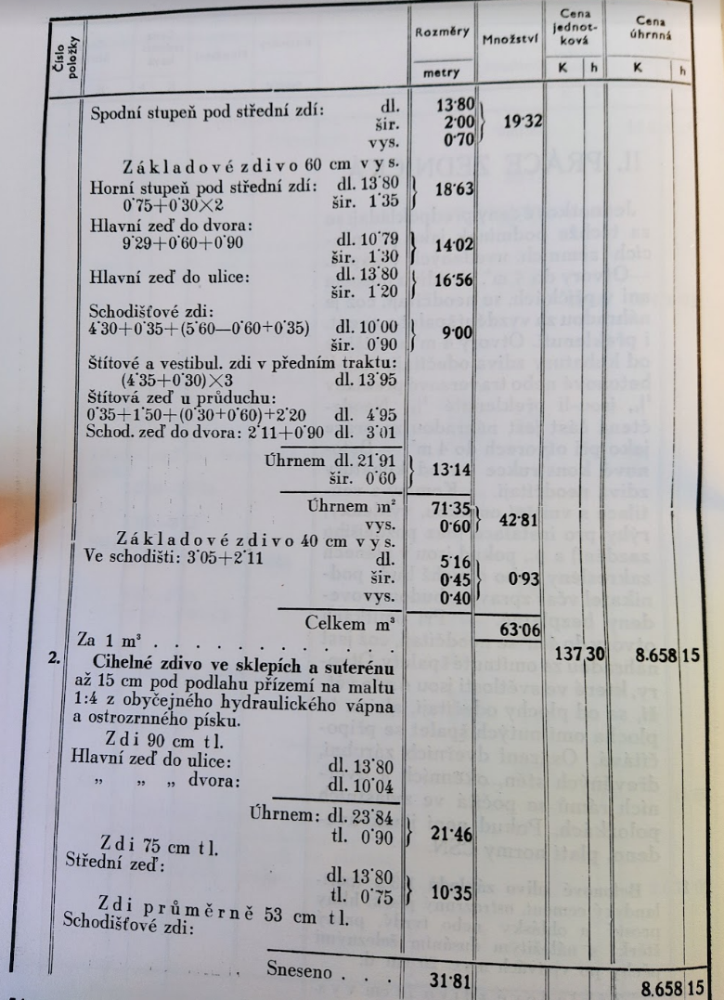 Číslo položky
Rozměry
metry
Množství
Cena jednot-ková
K h
Cena úhrnná
K h
Spodní stupeň pod střední zdí: dl. 13·80
šír. 2·00 } 19·32
vys. 0·70
Základové zdivo 60 cm vys.
Horní stupeň pod střední zdí: dl. 13·80
0·75+0·30×2 šír. 1·35 } 18·63
Hlavní zeď do dvora:
9·29+0·60+0·90 dl. 10·79
šír. 1·30 } 14·02
Hlavní zeď do ulice: dl. 13·80
šír. 1·20 } 16·56
Schodišťové zdi:
4·30+0·35+(5·60—0·60+0·35) dl. 10·00
šír. 0·90 } 9·00
Štítové a vestibul. zdi v předním traktu:
(4·35+0·30)×3 dl. 13·95
Štítová zeď u průduchu:
0·35+1·50+(0·30+0·60)+2·20 dl. 4·95
Schod. zeď do dvora: 2·11+0·90 dl. 3·01
Úhrnem dl. 21·91
šír. 0·60 } 13·14
Úhrnem m² 71·35
vys. 0·60 } 42·81
Základové zdivo 40 cm vys.
Ve schodišti: 3·05+2·11 dl. 5·16
šír. 0·45 } 0·93
vys. 0·40
Celkem m³ 63·06
Za 1 m³ . . . . . . . 137 30 8.658 15
2. Cihelné zdivo ve sklepích a suterénu
až 15 cm pod podlahu přízemí na maltu
1:4 z obyčejného hydraulického vápna
a ostrozrnného písku.
Zdi 90 cm tl.
Hlavní zeď do ulice: dl. 13·80
„ „ „ dvora: dl. 10·04
Úhrnem: dl. 23·84
tl. 0·90 } 21·46
Zdi 75 cm tl.
Střední zeď:
dl. 13·80
tl. 0·75 } 10·35
Zdi průměrně 53 cm tl.
Schodišťové zdi:
Sneseno . . . 31·81 8.658 15